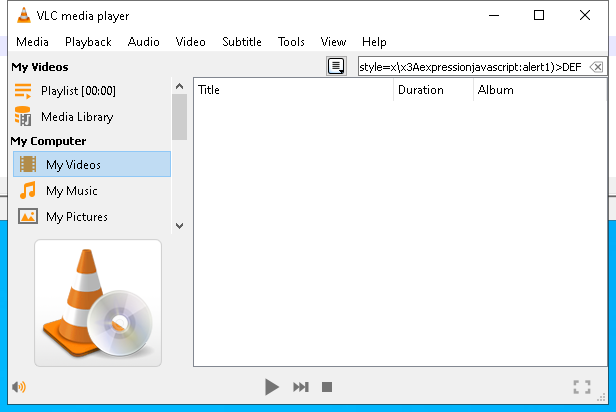 VLC media player
Media Playback Audio Video Subtitle Tools View Help
My Videos
style=x\x3Aexpressionjavascript:alert1)>DEF
Playlist [00:00]
Media Library
My Computer
My Videos
My Music
My Pictures
Title Duration Album